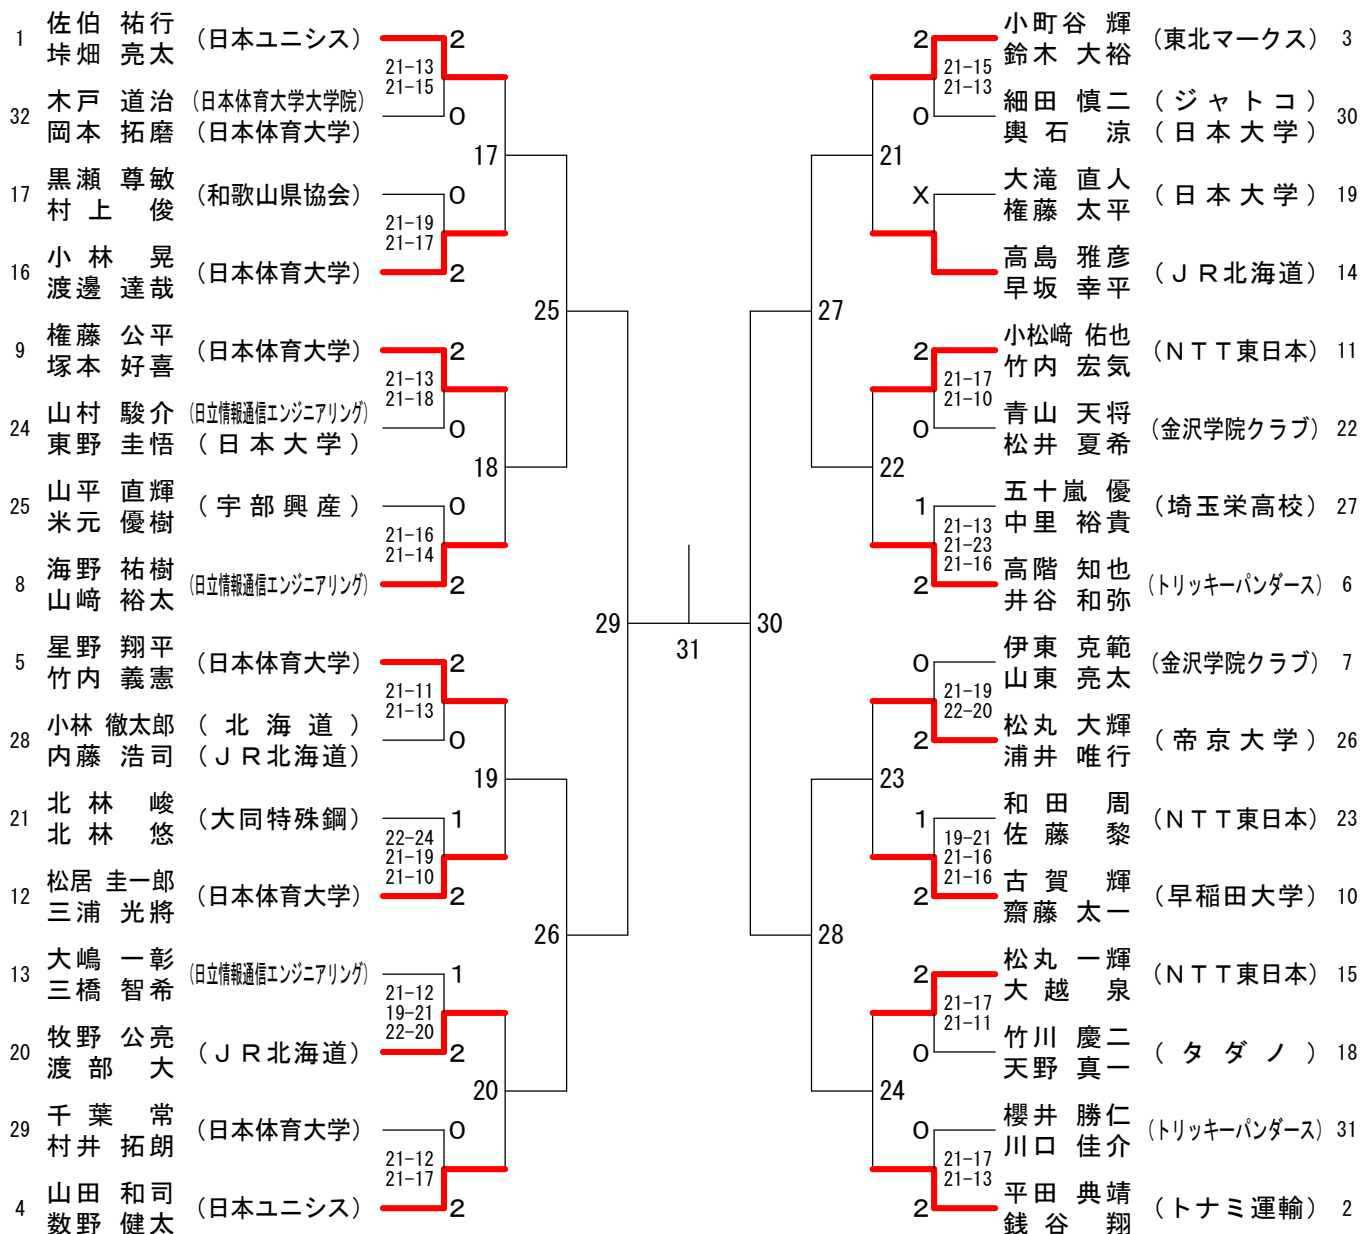 1 佐伯 祐行 (日本ユニシス) 2
垰畑 亮太
21-13
21-15
32 木戸 道治 (日本体育大学大学院) 0
岡本 拓磨 (日本体育大学)
17
17 黒瀬 尊敏 (和歌山県協会) 0
村上 俊
21-19
21-17
16 小林 晃 (日本体育大学) 2
渡邊 達哉
25
9 権藤 公平 (日本体育大学) 2
塚本 好喜
21-13
21-18
24 山村 駿介 (日立情報通信エンジニアリング) 0
東野 圭悟 (日本大学)
18
25 山平 直輝 (宇部興産) 0
米元 優樹
21-16
21-14
8 海野 祐樹 (日立情報通信エンジニアリング) 2
山﨑 裕太
29
5 星野 翔平 (日本体育大学) 2
竹内 義憲
21-11
21-13
28 小林 徹太郎 (北海道) 0
内藤 浩司 (JR北海道)
19
21 北林 峻 (大同特殊鋼) 1
北林 悠
22-24
21-19
21-10
12 松居 圭一郎 (日本体育大学) 2
三浦 光將
26
13 大嶋 一彰 (日立情報通信エンジニアリング) 1
三橋 智希
21-12
19-21
22-20
20 牧野 公亮 (JR北海道) 2
渡部 大
20
29 千葉 常 (日本体育大学) 0
村井 拓朗
21-12
21-17
4 山田 和司 (日本ユニシス) 2
数野 健太
31
2 小町谷 輝 (東北マークス) 3
鈴木 大裕
21-15
21-13
0 細田 慎二 (ジャトコ) 30
輿石 涼 (日本大学)
21
X 大滝 直人 (日本大学) 19
権藤 太平
高島 雅彦 (JR北海道) 14
早坂 幸平
27
2 小松﨑 佑也 (NTT東日本) 11
竹内 宏気
21-17
21-10
0 青山 天将 (金沢学院クラブ) 22
松井 夏希
22
1 五十嵐 優 (埼玉栄高校) 27
中里 裕貴
21-13
21-23
21-16
2 高階 知也 (トリッキーパンダース) 6
井谷 和弥
30
0 伊東 克範 (金沢学院クラブ) 7
山東 亮太
21-19
22-20
2 松丸 大輝 (帝京大学) 26
浦井 唯行
23
1 和田 周 (NTT東日本) 23
佐藤 黎
19-21
21-16
21-16
2 古賀 輝 (早稲田大学) 10
齋藤 太一
28
2 松丸 一輝 (NTT東日本) 15
大越 泉
21-17
21-11
0 竹川 慶二 (タダノ) 18
天野 真一
24
0 櫻井 勝仁 (トリッキーパンダース) 31
川口 佳介
21-17
21-13
2 平田 典靖 (トナミ運輸) 2
銭谷 翔